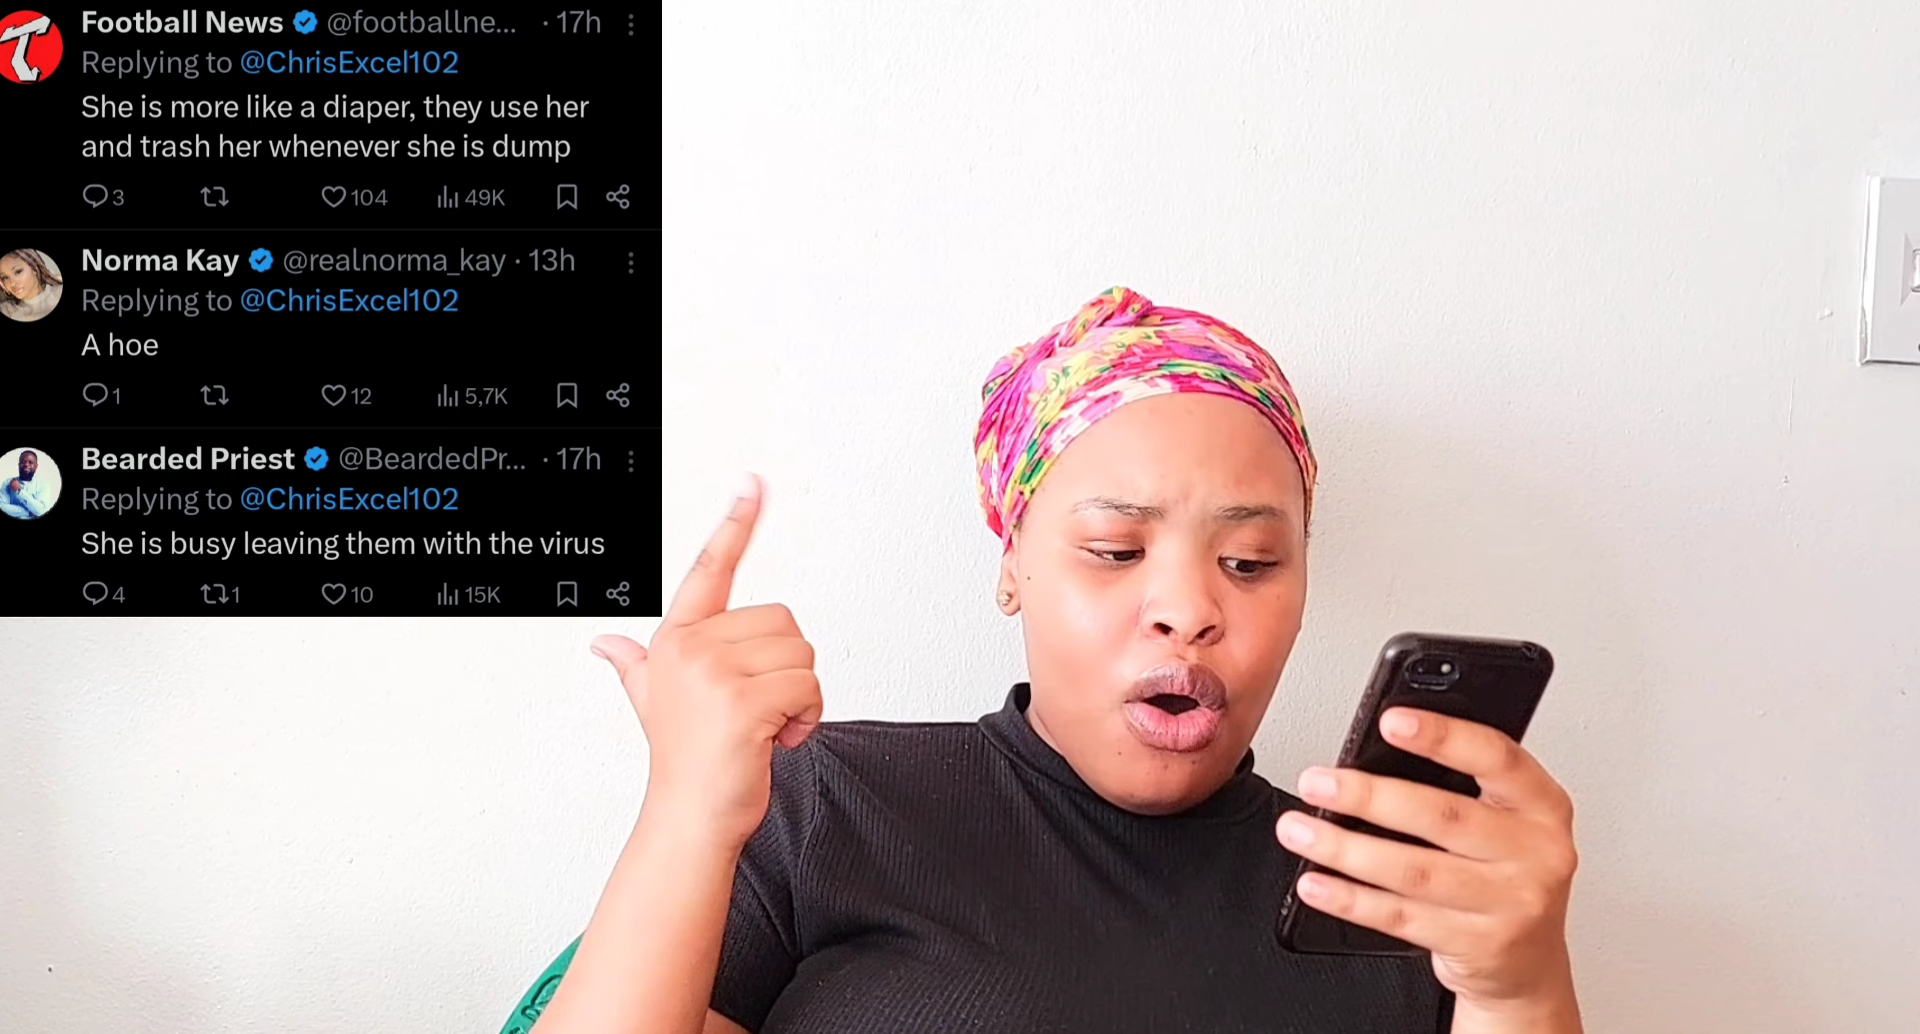 Football News @footballne... · 17h
Replying to @ChrisExcel102
She is more like a diaper, they use her
and trash her whenever she is dump
3 104 49K
Norma Kay @realnorma_kay · 13h
Replying to @ChrisExcel102
A hoe
1 12 5,7K
Bearded Priest @BeardedPr... · 17h
Replying to @ChrisExcel102
She is busy leaving them with the virus
4 1 10 15K